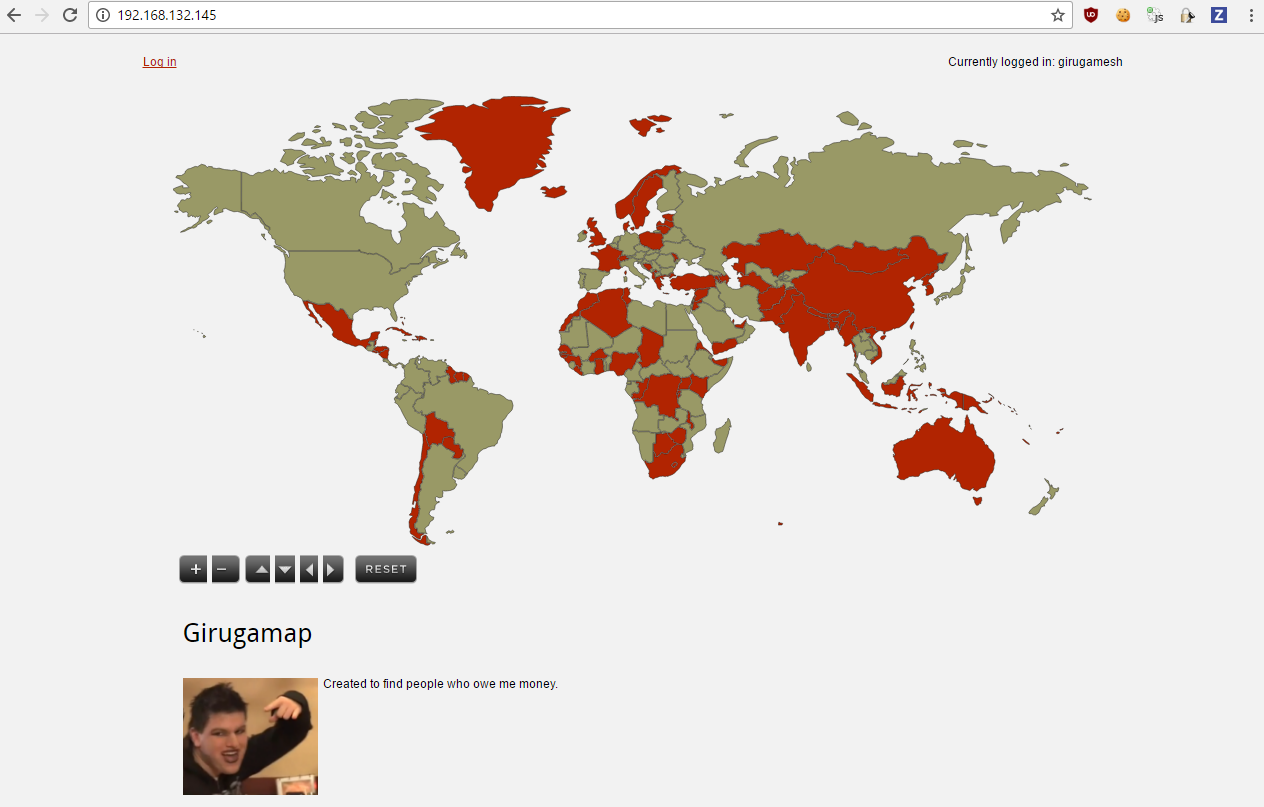 192.168.132.145
Log in
Currently logged in: girugamesh
RESET
Girugamap
Created to find people who owe me money.